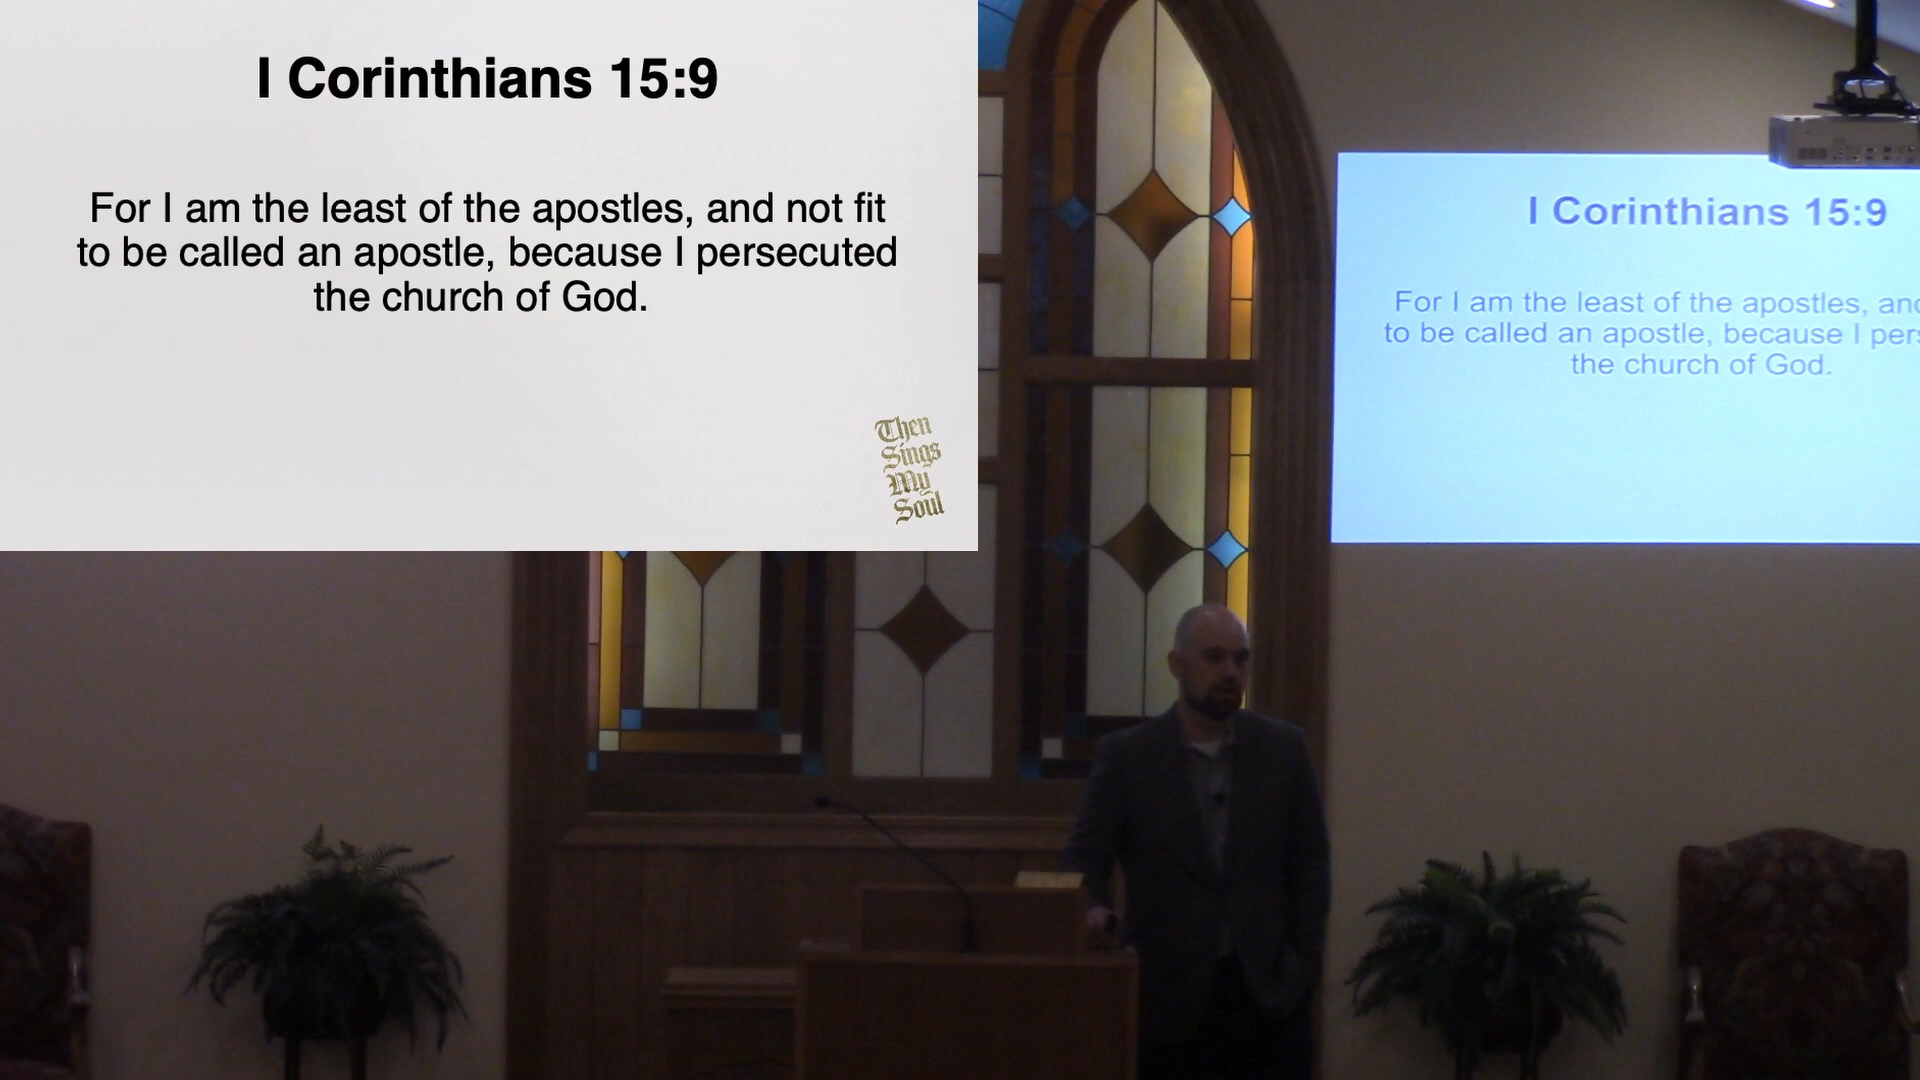 I Corinthians 15:9
For I am the least of the apostles, and not fit
to be called an apostle, because I persecuted
the church of God.
Then
Sings
My
Soul
I Corinthians 15:9
For I am the least of the apostles, and
to be called an apostle, because I pers
the church of God.